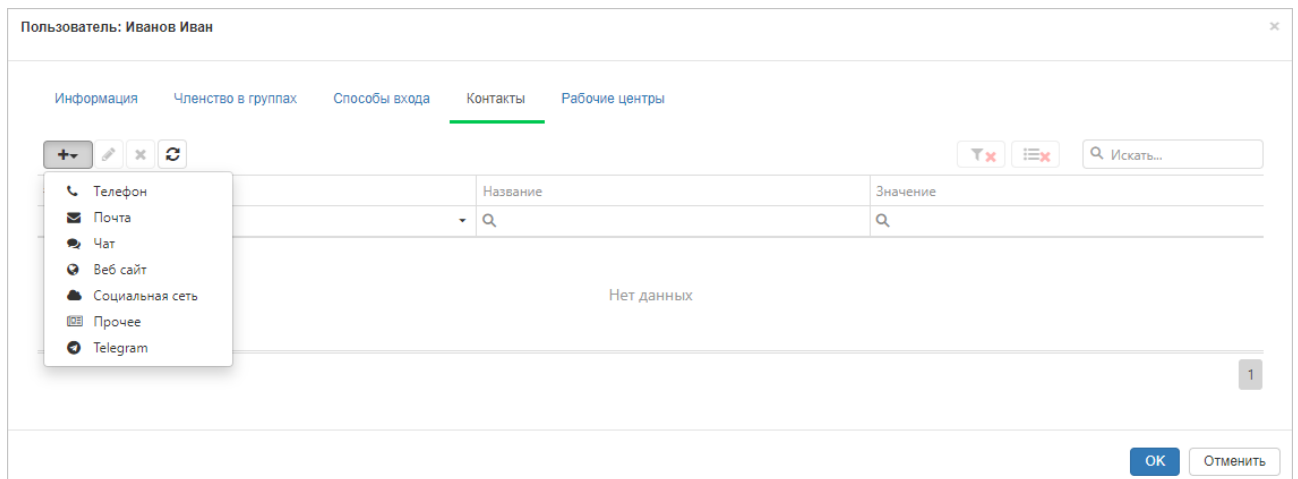 Пользователь: Иванов Иван
Информация Членство в группах Способы входа Контакты Рабочие центры
Искать...
Название Значение
Телефон
Почта
Чат
Веб сайт
Социальная сеть
Прочее
Telegram
Нет данных
1
OK Отменить